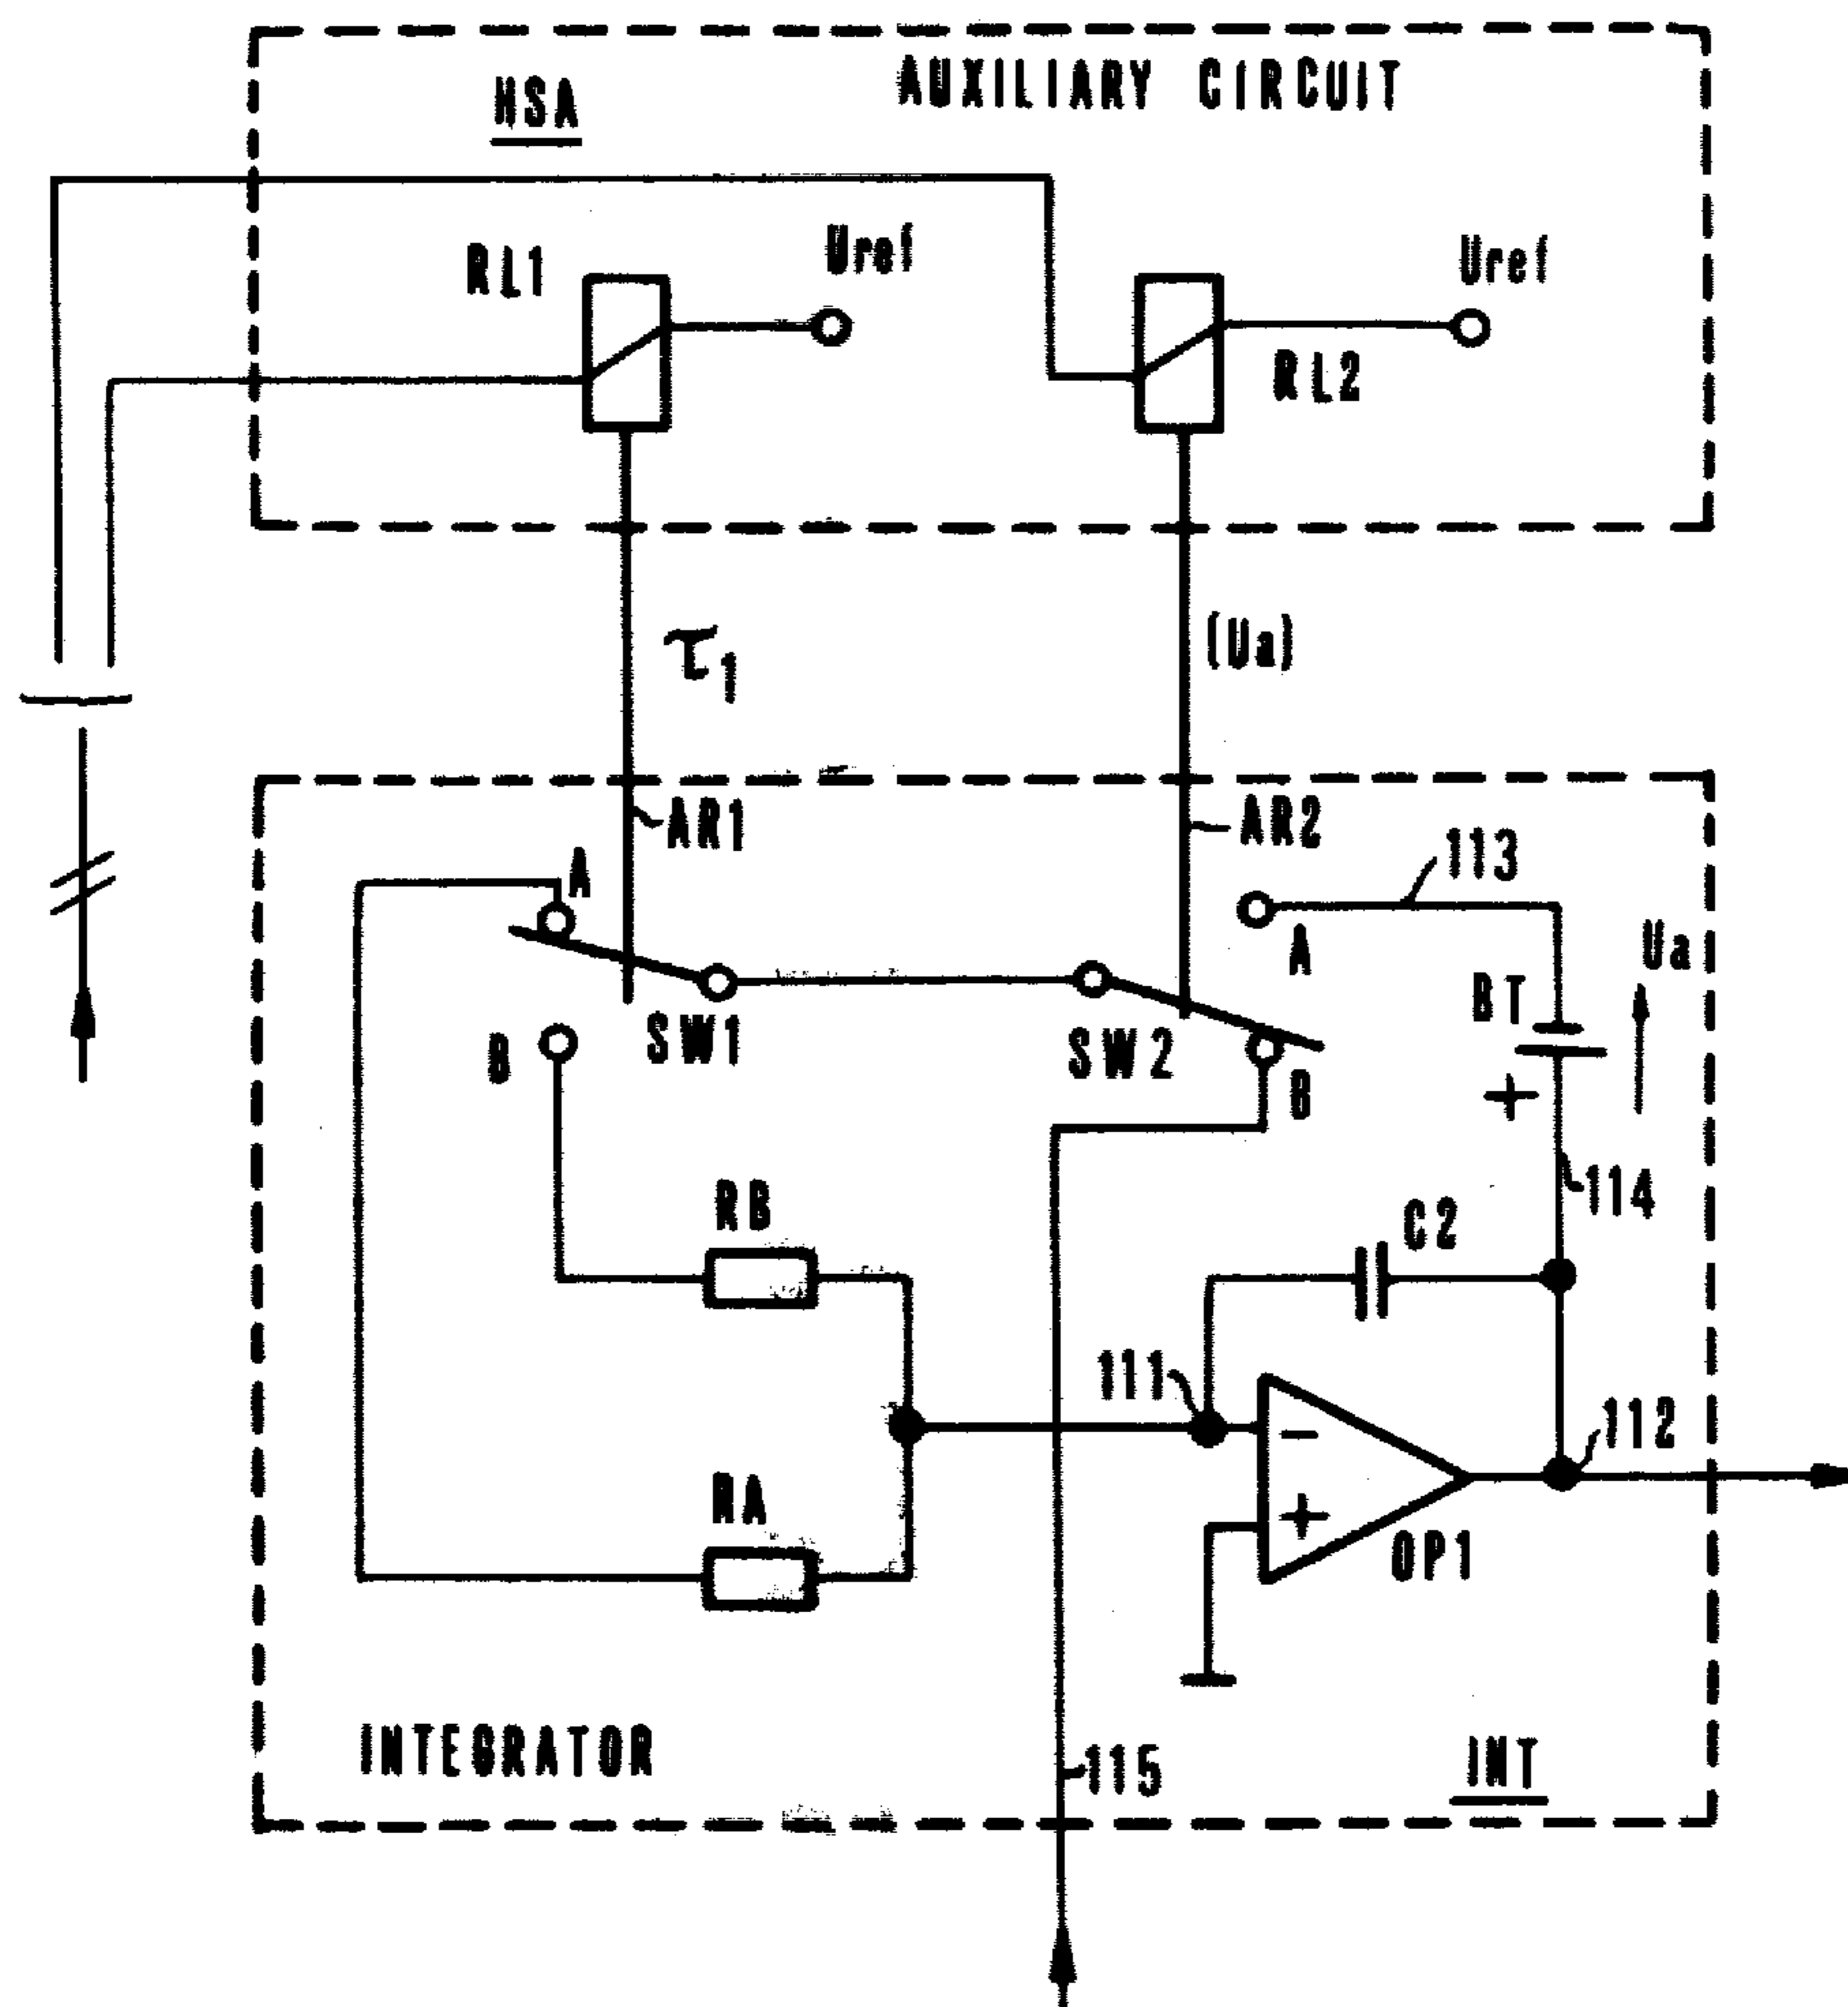 HSA
AUXILIARY CIRCUIT
RL1
Uref
Uref
RL2
τ1
(Ua)
AR1
AR2
113
A
A
Ua
BT
SW1
B
SW2
B
+
114
RB
C2
111
112
−
RA
+
OP1
INTEGRATOR
115
INT